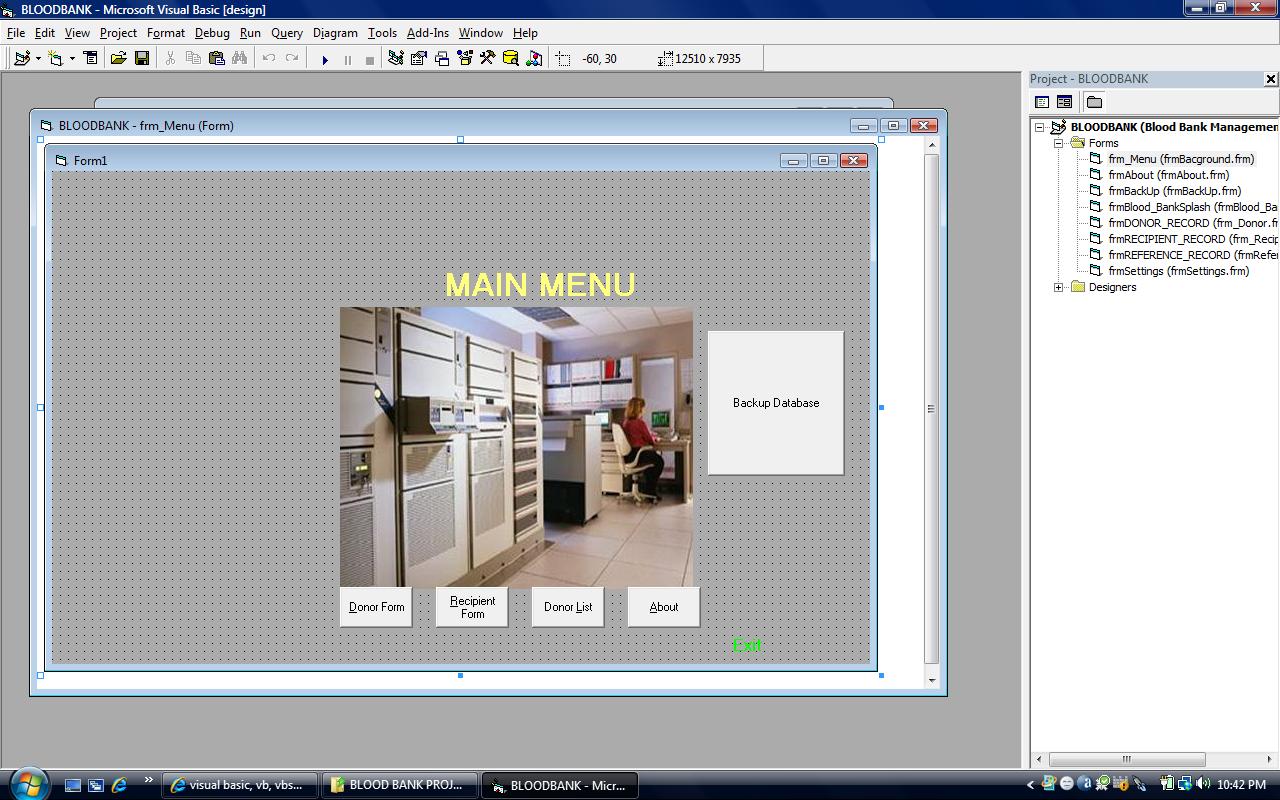 BLOODBANK - Microsoft Visual Basic [design]
File Edit View Project Format Debug Run Query Diagram Tools Add-Ins Window Help
-60, 30
12510 x 7935
Project - BLOODBANK
BLOODBANK (Blood Bank Managemen
Forms
frm_Menu (frmBacground.frm)
frmAbout (frmAbout.frm)
frmBackUp (frmBackUp.frm)
frmBlood_BankSplash (frmBlood_Ba
frmDONOR_RECORD (frm_Donor.fr
frmRECIPIENT_RECORD (frm_Recip
frmREFERENCE_RECORD (frmRefer
frmSettings (frmSettings.frm)
Designers
BLOODBANK - frm_Menu (Form)
Form1
MAIN MENU
Backup Database
Donor Form
Recipient
Form
Donor List
About
Exit
visual basic, vb, vbs...
BLOOD BANK PROJ...
BLOODBANK - Micr...
10:42 PM